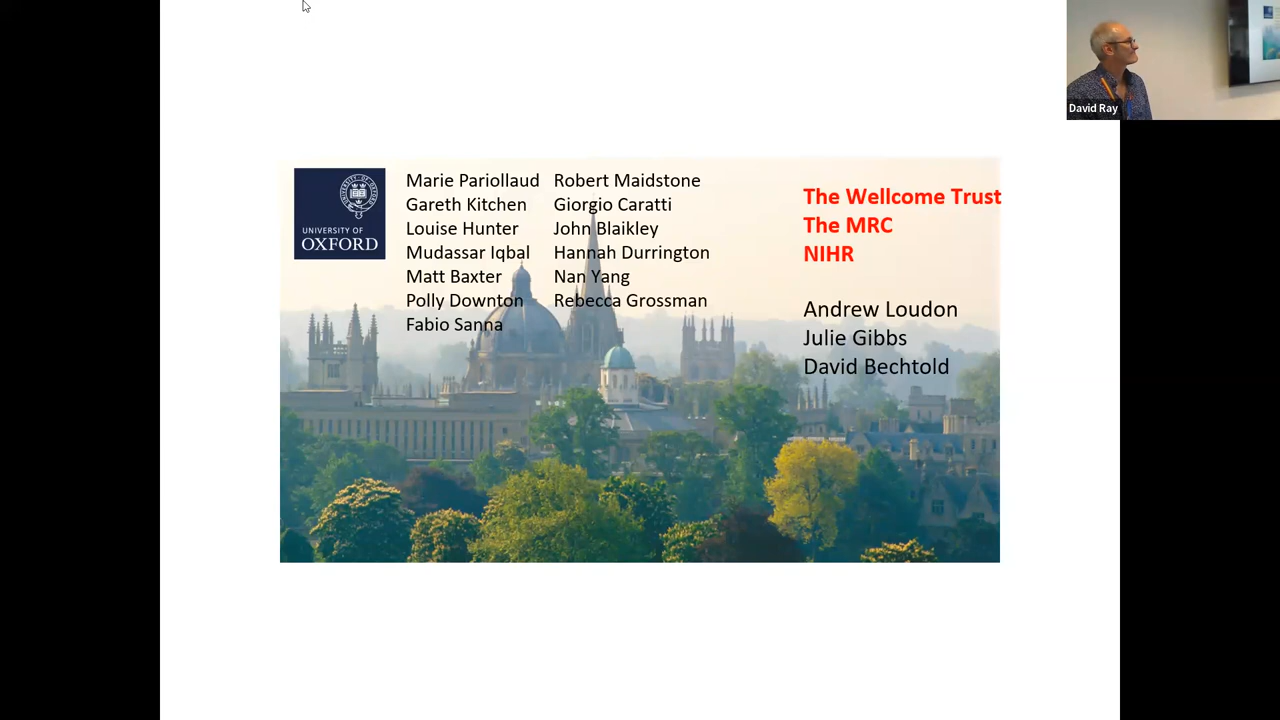 David Ray
UNIVERSITY OF
OXFORD
Marie Pariollaud
Gareth Kitchen
Louise Hunter
Mudassar Iqbal
Matt Baxter
Polly Downton
Fabio Sanna
Robert Maidstone
Giorgio Caratti
John Blaikley
Hannah Durrington
Nan Yang
Rebecca Grossman
The Wellcome Trust
The MRC
NIHR
Andrew Loudon
Julie Gibbs
David Bechtold